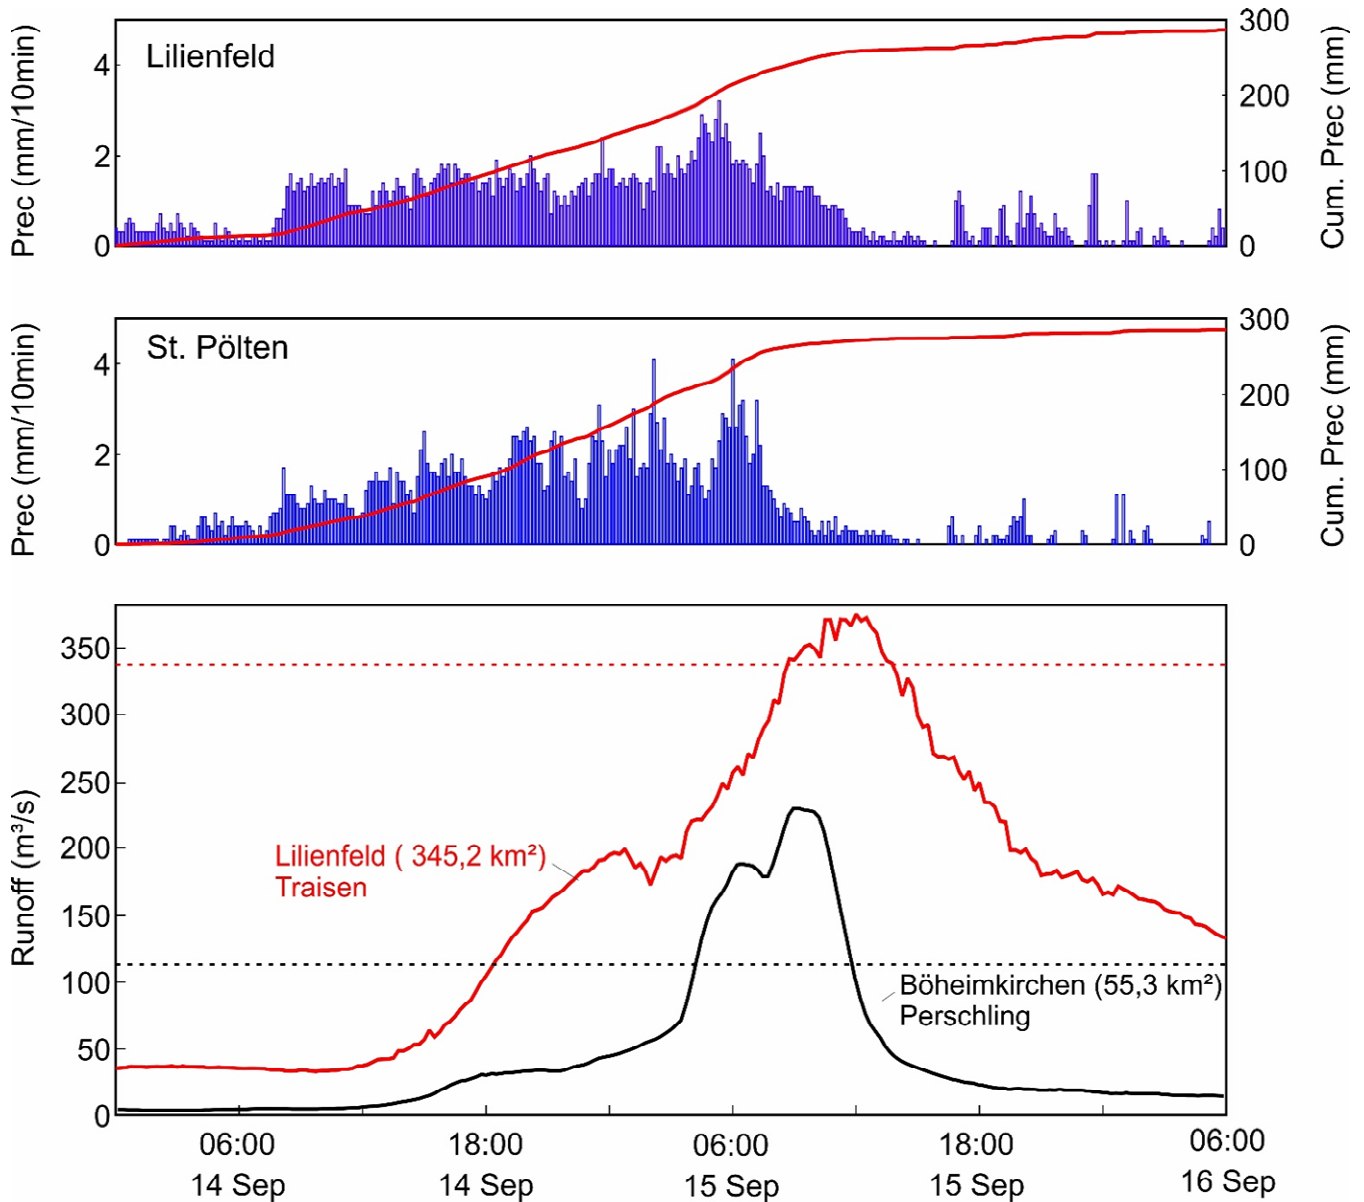 Lilienfeld
Prec (mm/10min)
4
2
0
300
200
100
0
Cum. Prec (mm)
St. Pölten
Prec (mm/10min)
4
2
0
300
200
100
0
Cum. Prec (mm)
Runoff (m³/s)
350
300
250
200
150
100
50
0
Lilienfeld ( 345,2 km²)
Traisen
Böheimkirchen (55,3 km²)
Perschling
06:00 18:00 06:00 18:00 06:00
14 Sep 14 Sep 15 Sep 15 Sep 16 Sep